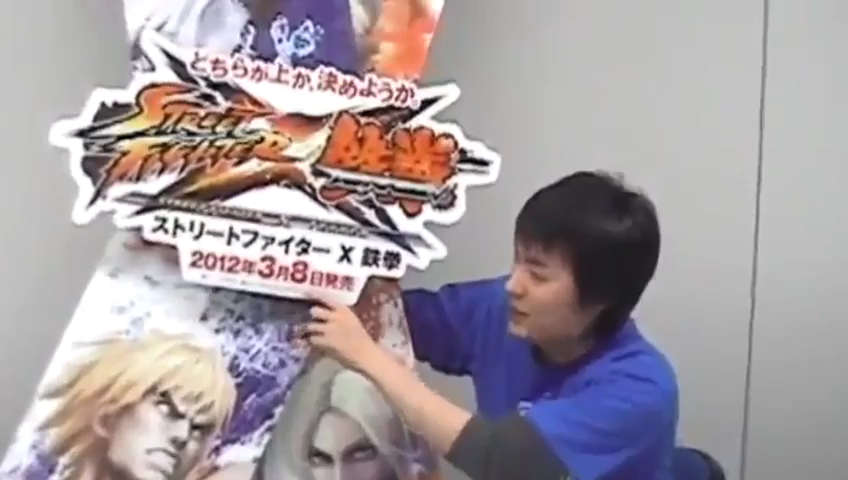 どちらが上か、決めようか。
STREET
FIGHTER X 鉄拳
ストリートファイター X 鉄拳
2012年3月8日発売